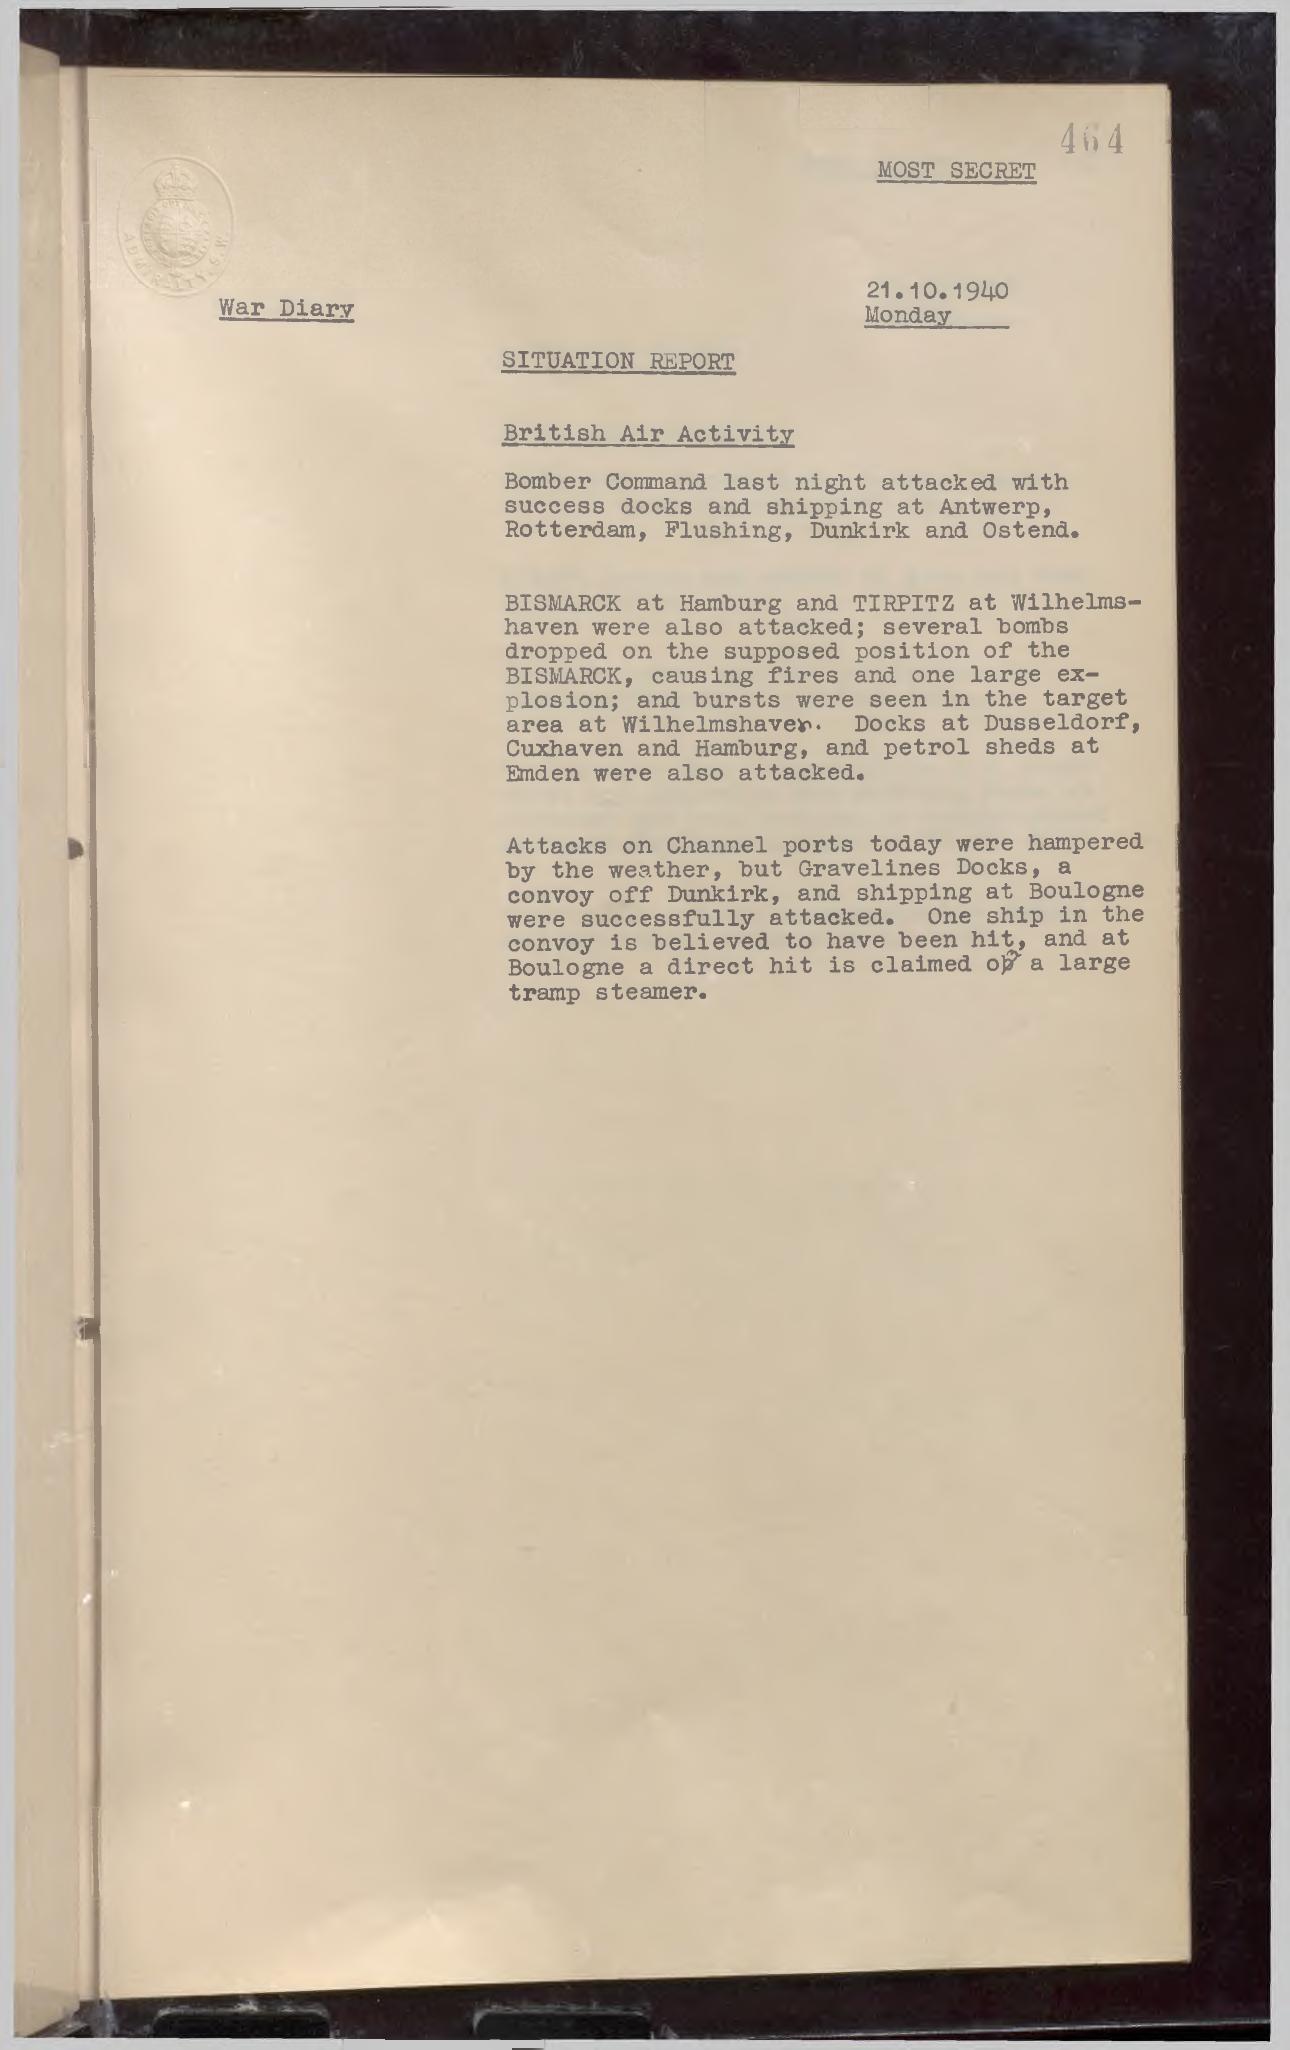 464
MOST SECRET
21.10.1940
War Diary
Monday
SITUATION REPORT
British Air Activity
Bomber Command last night attacked with
success docks and shipping at Antwerp,
Rotterdam, Flushing, Dunkirk and Ostend.
BISMARCK at Hamburg and TIRPITZ at Wilhelms-
haven were also attacked; several bombs
dropped on the supposed position of the
BISMARCK, causing fires and one large ex-
plosion; and bursts were seen in the target
area at Wilhelmshaven. Docks at Dusseldorf,
Cuxhaven and Hamburg, and petrol sheds at
Emden were also attacked.
Attacks on Channel ports today were hampered
by the weather, but Gravelines Docks, a
convoy off Dunkirk, and shipping at Boulogne
were successfully attacked. One ship in the
convoy is believed to have been hit, and at
Boulogne a direct hit is claimed on a large
tramp steamer.